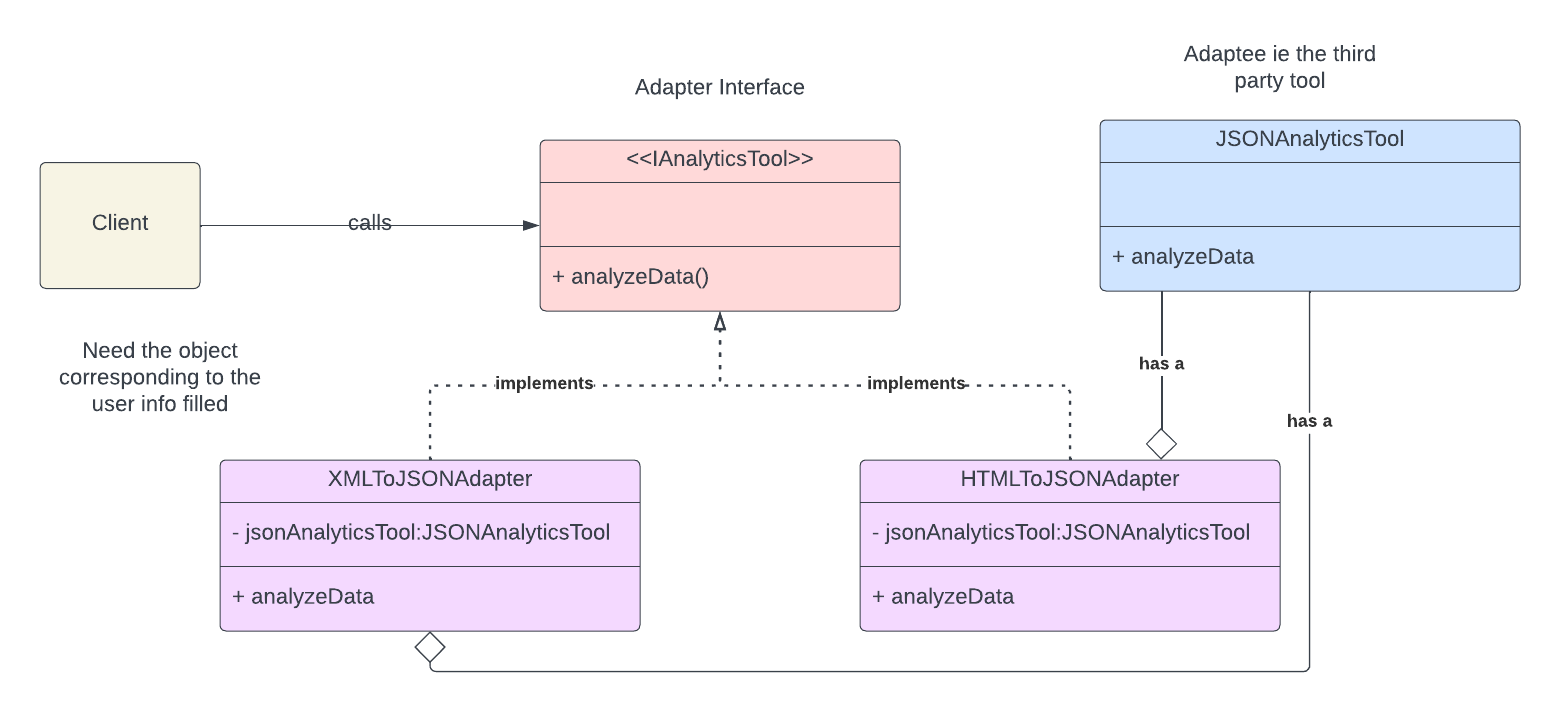 Adaptee ie the third
party tool
Adapter Interface
JSONAnalyticsTool
<<IAnalyticsTool>>
Client
calls
+ analyzeData()
+ analyzeData
Need the object
corresponding to the
user info filled
has a
implements
implements
has a
XMLToJSONAdapter
HTMLToJSONAdapter
- jsonAnalyticsTool:JSONAnalyticsTool
- jsonAnalyticsTool:JSONAnalyticsTool
+ analyzeData
+ analyzeData